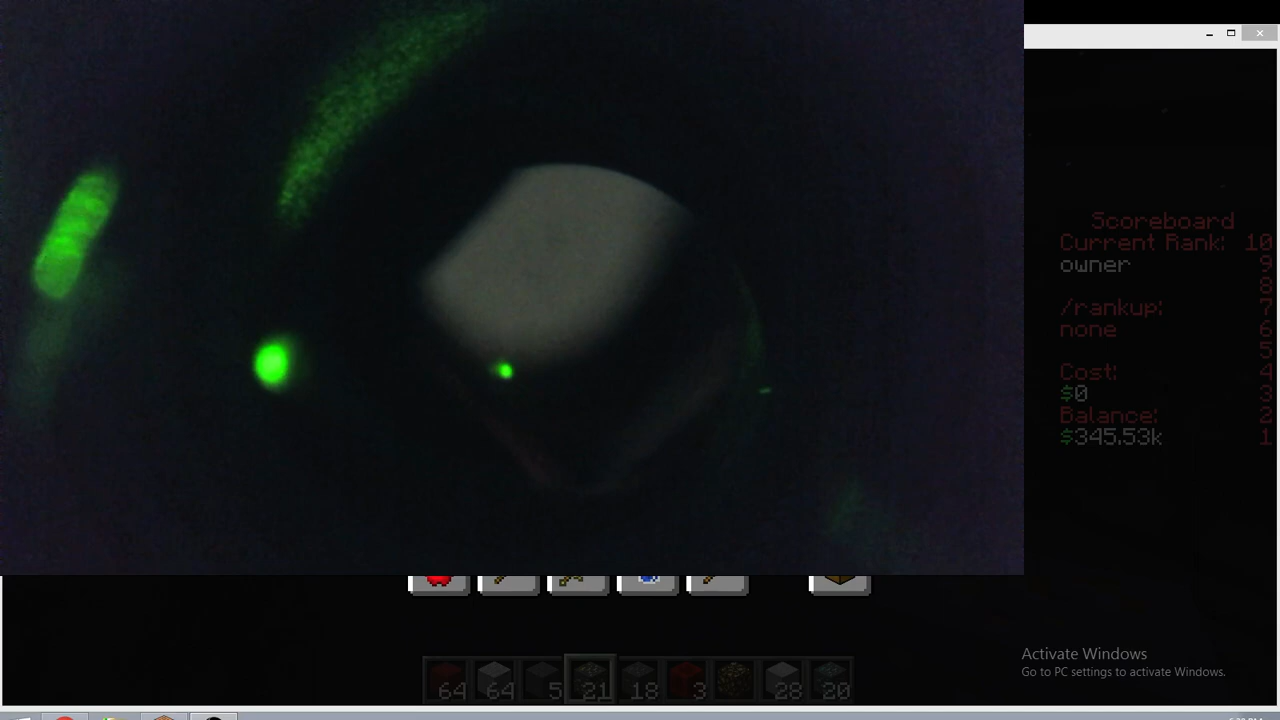 Scoreboard
Current Rank: 10
owner 9
8
/rankup: 7
none 6
5
Cost: 4
$0 3
Balance: 2
$345.53k 1
Activate Windows
Go to PC settings to activate Windows.
64 64 5 21 18 3 28 20